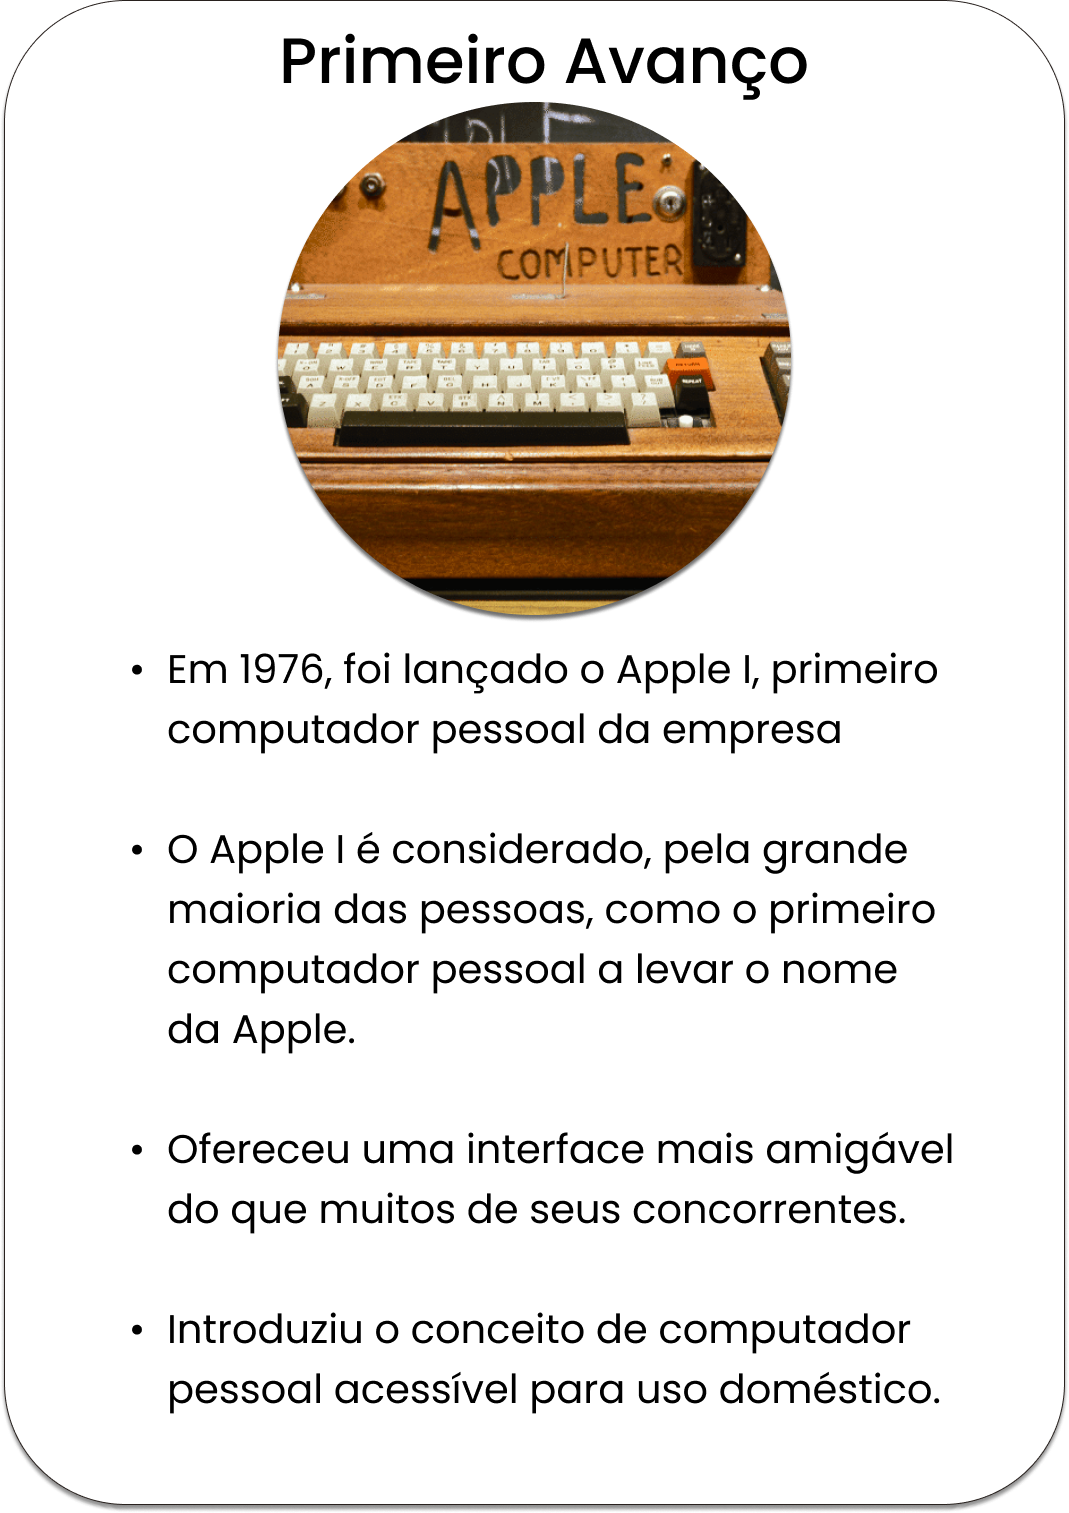 Primeiro Avanço
APPLE
COMPUTER
RETURN
REPEAT
• Em 1976, foi lançado o Apple I, primeiro
computador pessoal da empresa
• O Apple I é considerado, pela grande
maioria das pessoas, como o primeiro
computador pessoal a levar o nome
da Apple.
• Ofereceu uma interface mais amigável
do que muitos de seus concorrentes.
• Introduziu o conceito de computador
pessoal acessível para uso doméstico.